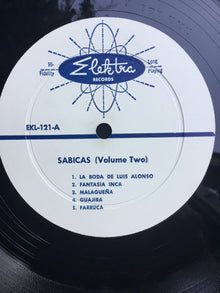 Hi-
Fidelity
Elektra
RECORDS
Long
Playing
EKL-121-A
SABICAS (Volume Two)
1. LA BODA DE LUIS ALONSO
2. FANTASIA INCA
3. MALAGUEÑA
4. GUAJIRA
5. FARRUCA